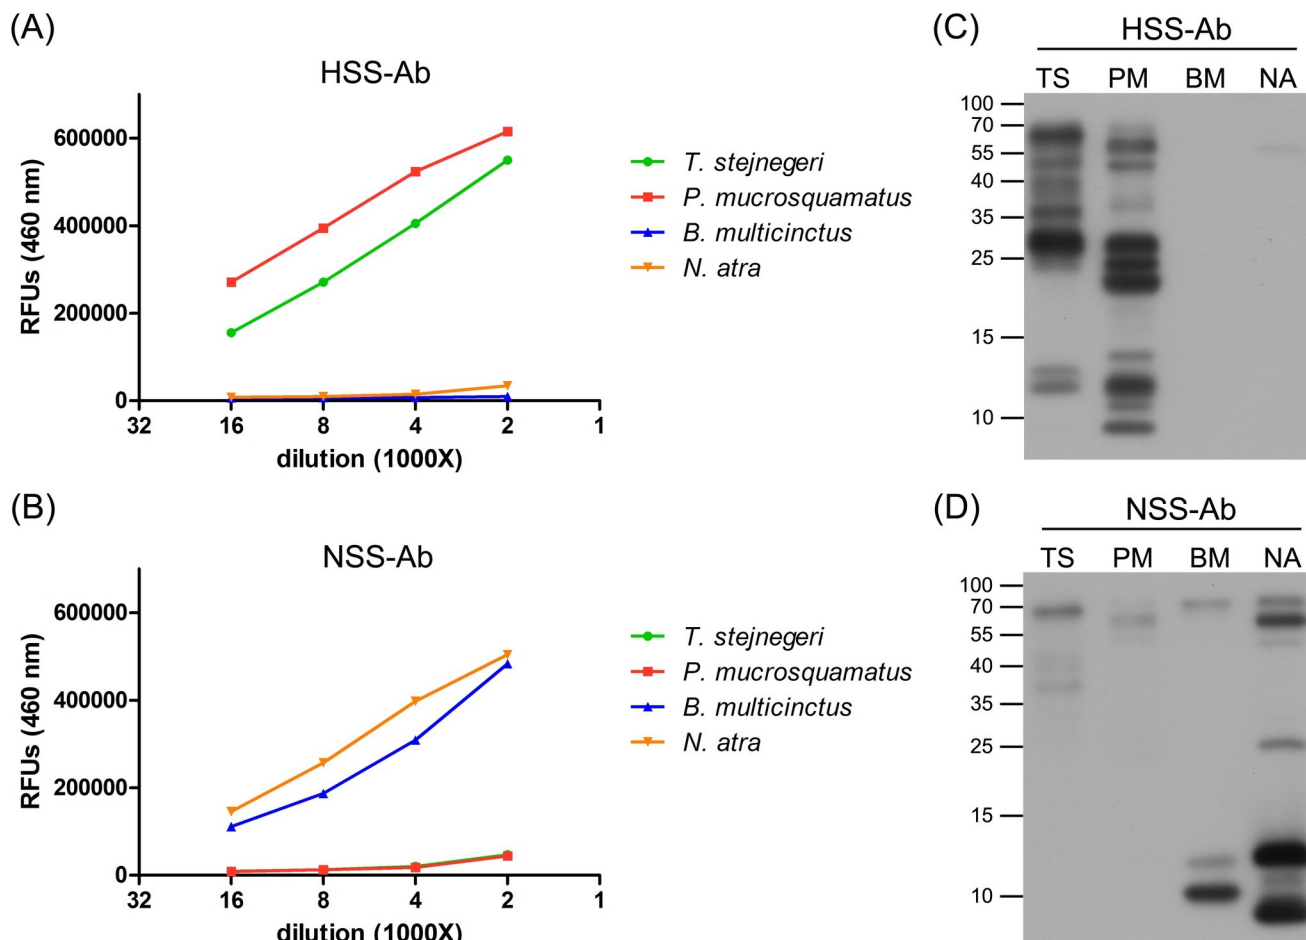 (A)
HSS-Ab
600000
400000
200000
0
RFUs (460 nm)
32 16 8 4 2 1
dilution (1000X)
T. stejnegeri
P. mucrosquamatus
B. multicinctus
N. atra
(C)
HSS-Ab
TS PM BM NA
100
70
55
40
35
25
15
10
(B)
NSS-Ab
600000
400000
200000
0
RFUs (460 nm)
32 16 8 4 2 1
dilution (1000X)
T. stejnegeri
P. mucrosquamatus
B. multicinctus
N. atra
(D)
NSS-Ab
TS PM BM NA
100
70
55
40
35
25
15
10